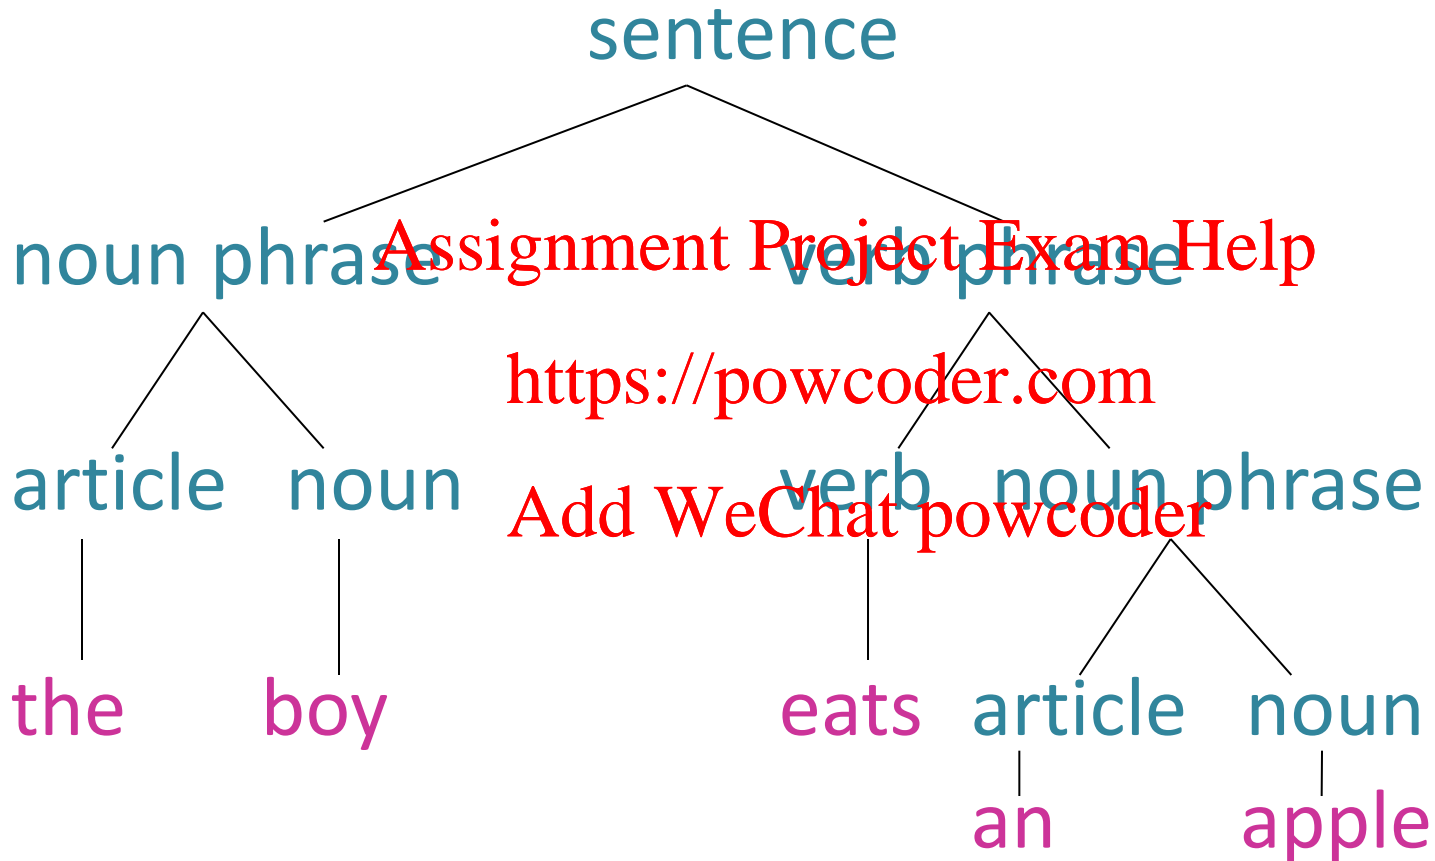 sentence
noun phrase verb phrase
Assignment Project Exam Help
https://powcoder.com
article noun verb noun phrase
Add WeChat powcoder
the boy eats article noun
an apple